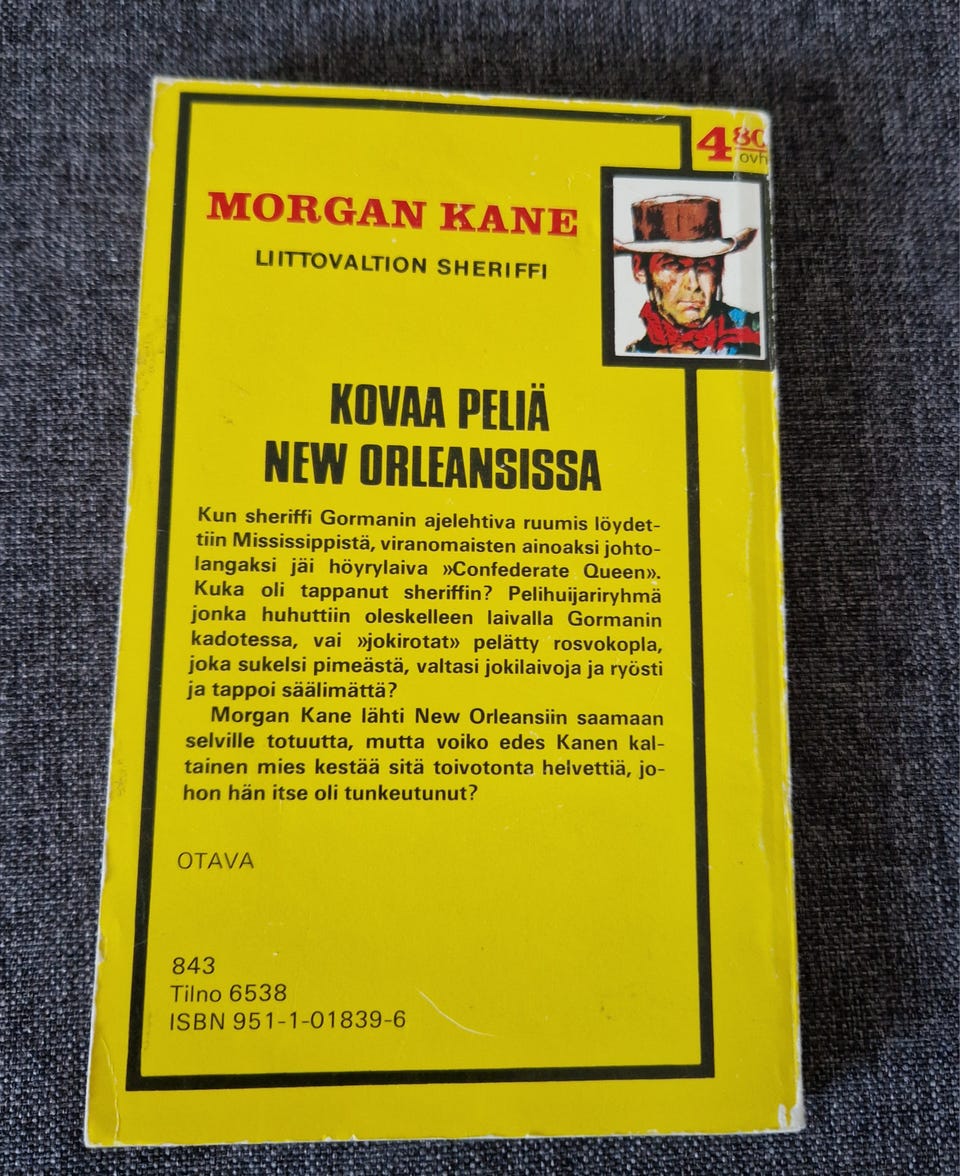 4 80
ovh
MORGAN KANE
LIITTOVALTION SHERIFFI
KOVAA PELIÄ
NEW ORLEANSISSA
Kun sheriffi Gormanin ajelehtiva ruumis löydet-
tiin Mississippistä, viranomaisten ainoaksi johto-
langaksi jäi höyrylaiva »Confederate Queen».
Kuka oli tappanut sheriffin? Pelihuijariryhmä
jonka huhuttiin oleskelleen laivalla Gormanin
kadotessa, vai »jokirotat» pelätty rosvokopla,
joka sukelsi pimeästä, valtasi jokilaivoja ja ryösti
ja tappoi säälimättä?
Morgan Kane lähti New Orleansiin saamaan
selville totuutta, mutta voiko edes Kanen kal-
tainen mies kestää sitä toivotonta helvettiä, jo-
hon hän itse oli tunkeutunut?
OTAVA
843
Tilno 6538
ISBN 951-1-01839-6